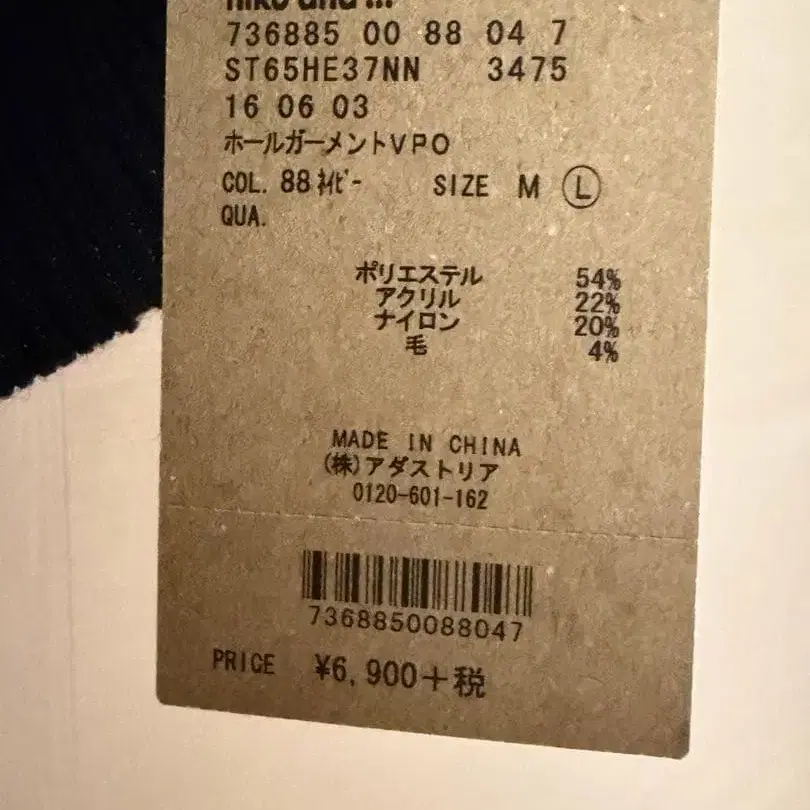 niko and ...
736885 00 88 04 7
ST65HE37NN 3475
16 06 03
ホールガーメントVPO
COL. 88 ﾈｲﾋﾞｰ SIZE M Ⓛ
QUA.
ポリエステル 54%
アクリル 22%
ナイロン 20%
毛 4%
MADE IN CHINA
(株)アダストリア
0120-601-162
7368850088047
PRICE ¥6,900+税